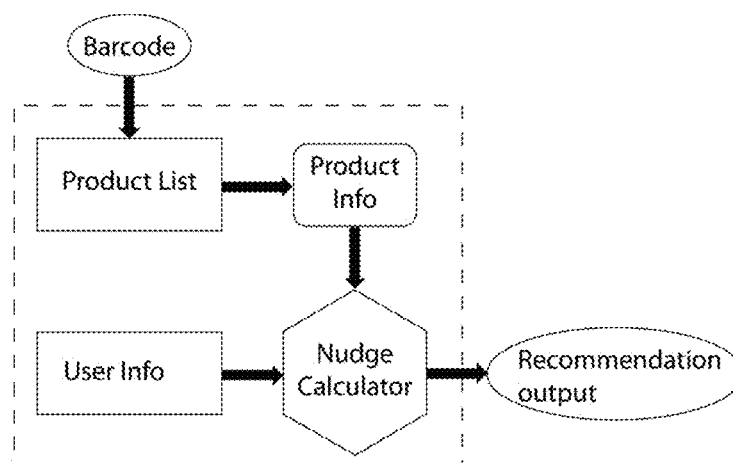 Barcode
Product List
Product
Info
User Info
Nudge
Calculator
Recommendation
output